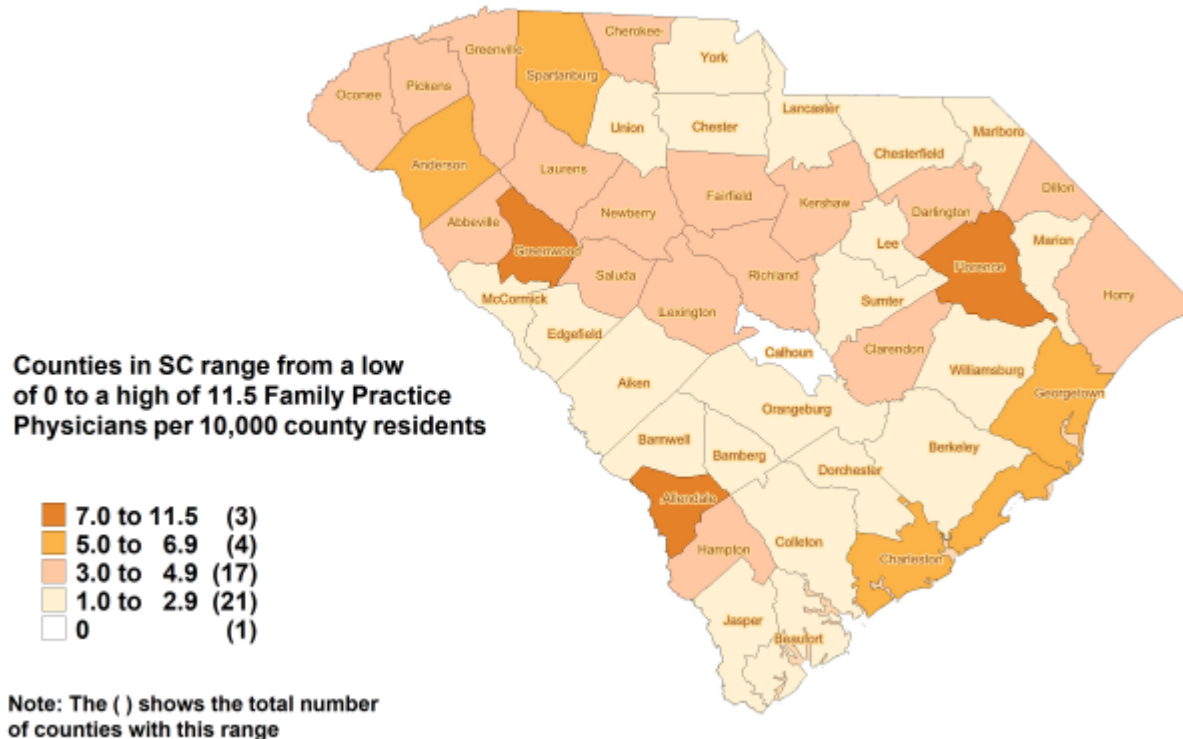 Cherokee
Greenville
York
Spartanburg
Pickens
Oconee
Lancaster
Union
Chester
Marlboro
Chesterfield
Anderson
Laurens
Dillon
Fairfield
Kershaw
Newberry
Darlington
Abbeville
Lee
Marion
Greenwood
Florence
Saluda
Richland
Horry
McCormick
Lexington
Sumter
Edgefield
Calhoun
Clarendon
Williamsburg
Aiken
Georgetown
Orangeburg
Barnwell
Bamberg
Berkeley
Dorchester
Allendale
Colleton
Hampton
Charleston
Jasper
Beaufort
Counties in SC range from a low
of 0 to a high of 11.5 Family Practice
Physicians per 10,000 county residents
7.0 to 11.5 (3)
5.0 to 6.9 (4)
3.0 to 4.9 (17)
1.0 to 2.9 (21)
0 (1)
Note: The ( ) shows the total number
of counties with this range